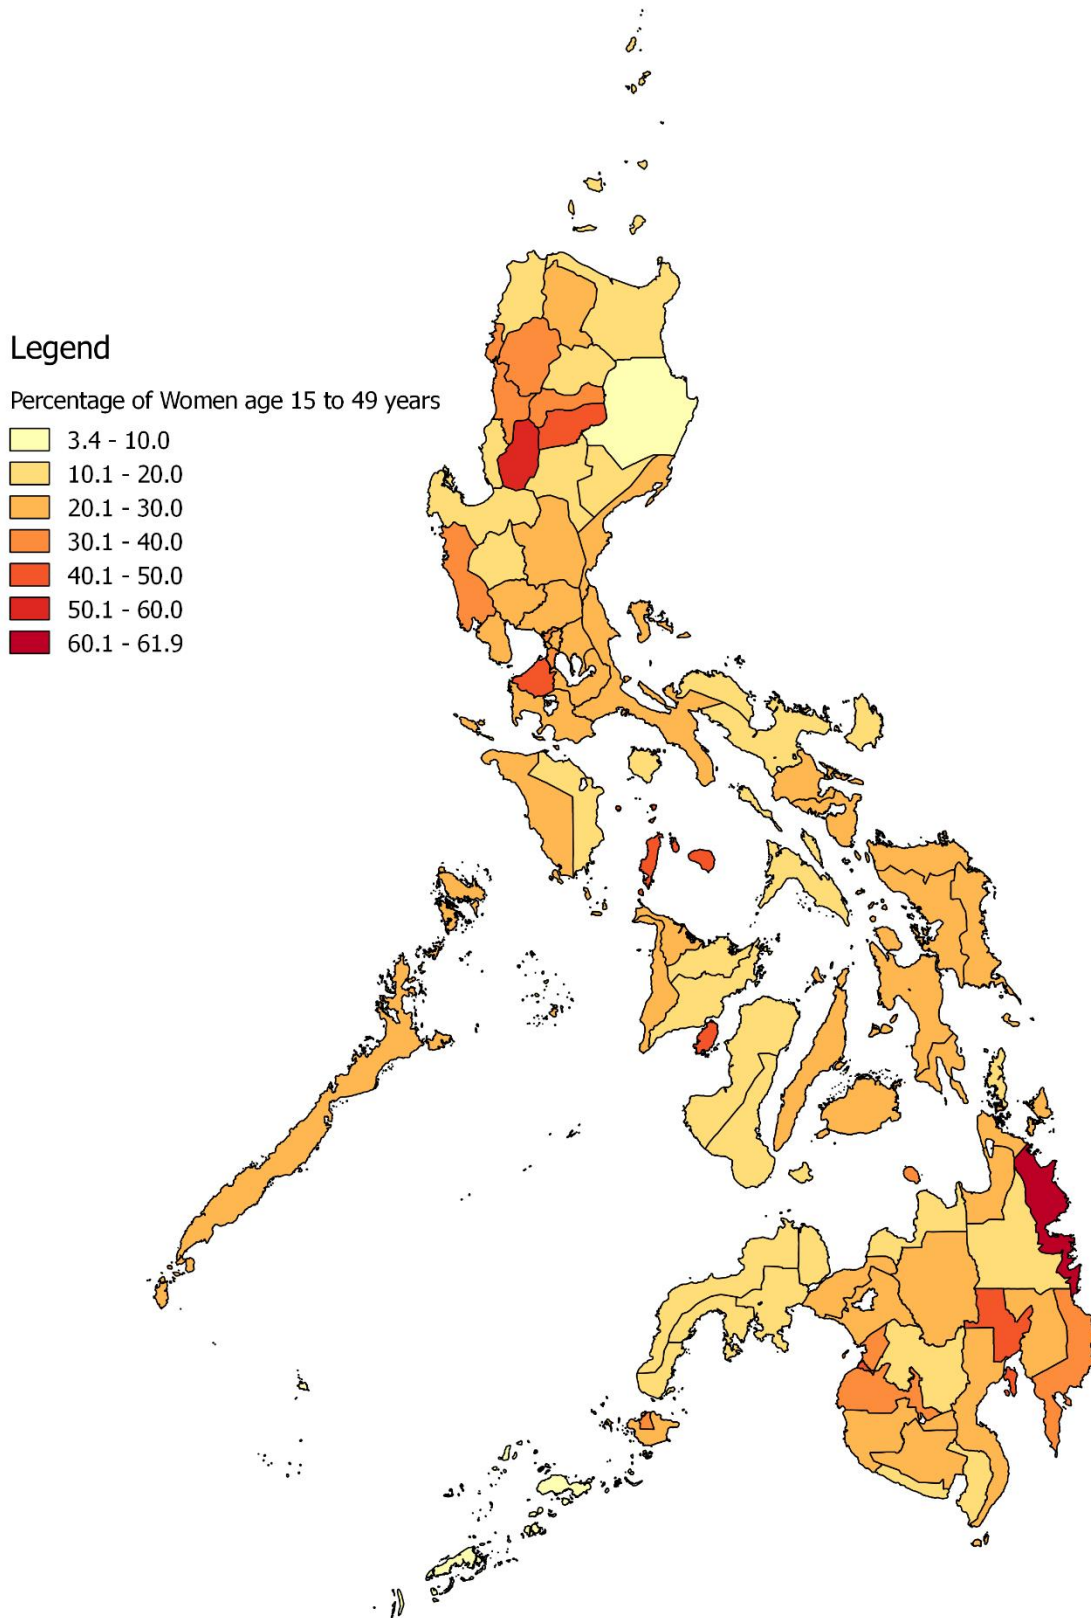 Legend
Percentage of Women age 15 to 49 years
3.4 - 10.0
10.1 - 20.0
20.1 - 30.0
30.1 - 40.0
40.1 - 50.0
50.1 - 60.0
60.1 - 61.9